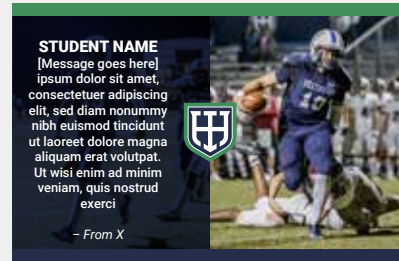 STUDENT NAME
[Message goes here]
ipsum dolor sit amet,
consectetuer adipiscing
elit, sed diam nonummy
nibh euismod tincidunt
ut laoreet dolore magna
aliquam erat volutpat.
Ut wisi enim ad minim
veniam, quis nostrud
exerci
– From X